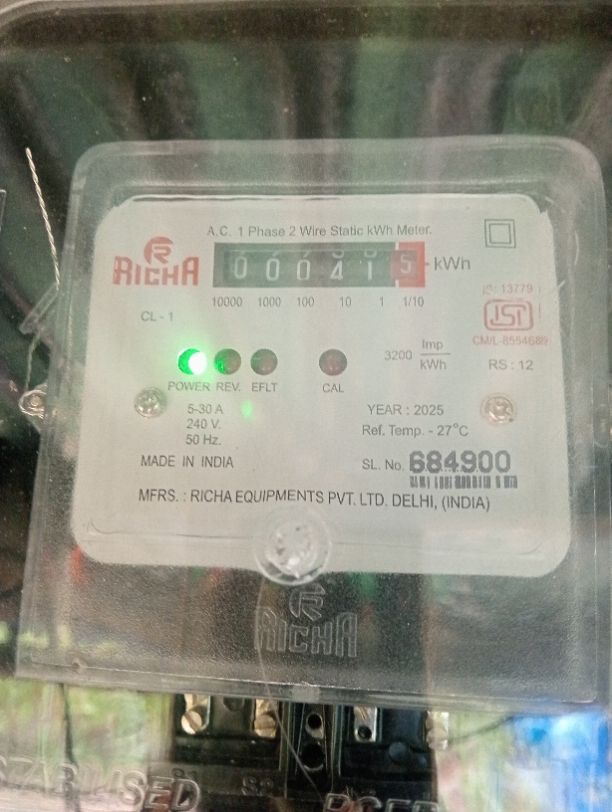 A.C. 1 Phase 2 Wire Static kWh Meter.
RICHA
000415 kWh
10000 1000 100 10 1 1/10
IS : 13779
CL - 1
CM/L-8554689
3200 Imp/kWh
RS : 12
POWER REV. EFLT CAL
5-30 A
240 V.
50 Hz.
YEAR : 2025
Ref. Temp. - 27°C
MADE IN INDIA
SL. No. 684900
MFRS. : RICHA EQUIPMENTS PVT. LTD. DELHI, (INDIA)
RICHA